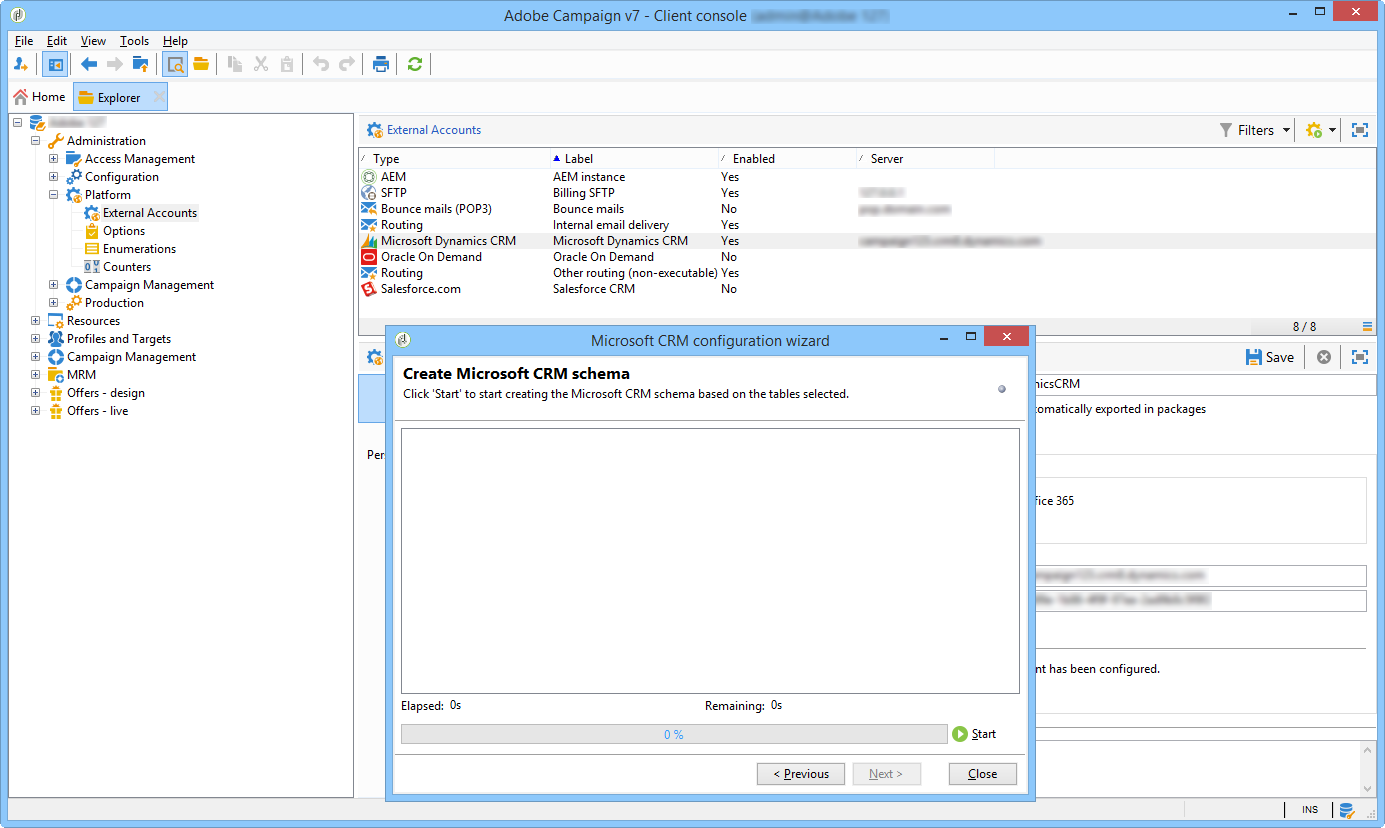 Adobe Campaign v7 - Client console
File Edit View Tools Help
Home Explorer
Administration
Access Management
Configuration
Platform
External Accounts
Options
Enumerations
Counters
Campaign Management
Production
Resources
Profiles and Targets
Campaign Management
MRM
Offers - design
Offers - live
External Accounts Filters
Type Label Enabled Server
AEM AEM instance Yes
SFTP Billing SFTP Yes
Bounce mails (POP3) Bounce mails No
Routing Internal email delivery Yes
Microsoft Dynamics CRM Microsoft Dynamics CRM Yes
Oracle On Demand Oracle On Demand No
Routing Other routing (non-executable) Yes
Salesforce.com Salesforce CRM No
8 / 8
Save
nicsCRM
tomatically exported in packages
Per
fice 365
nt has been configured.
Microsoft CRM configuration wizard
Create Microsoft CRM schema
Click 'Start' to start creating the Microsoft CRM schema based on the tables selected.
Elapsed: 0s Remaining: 0s
0 % Start
< Previous Next > Close
INS